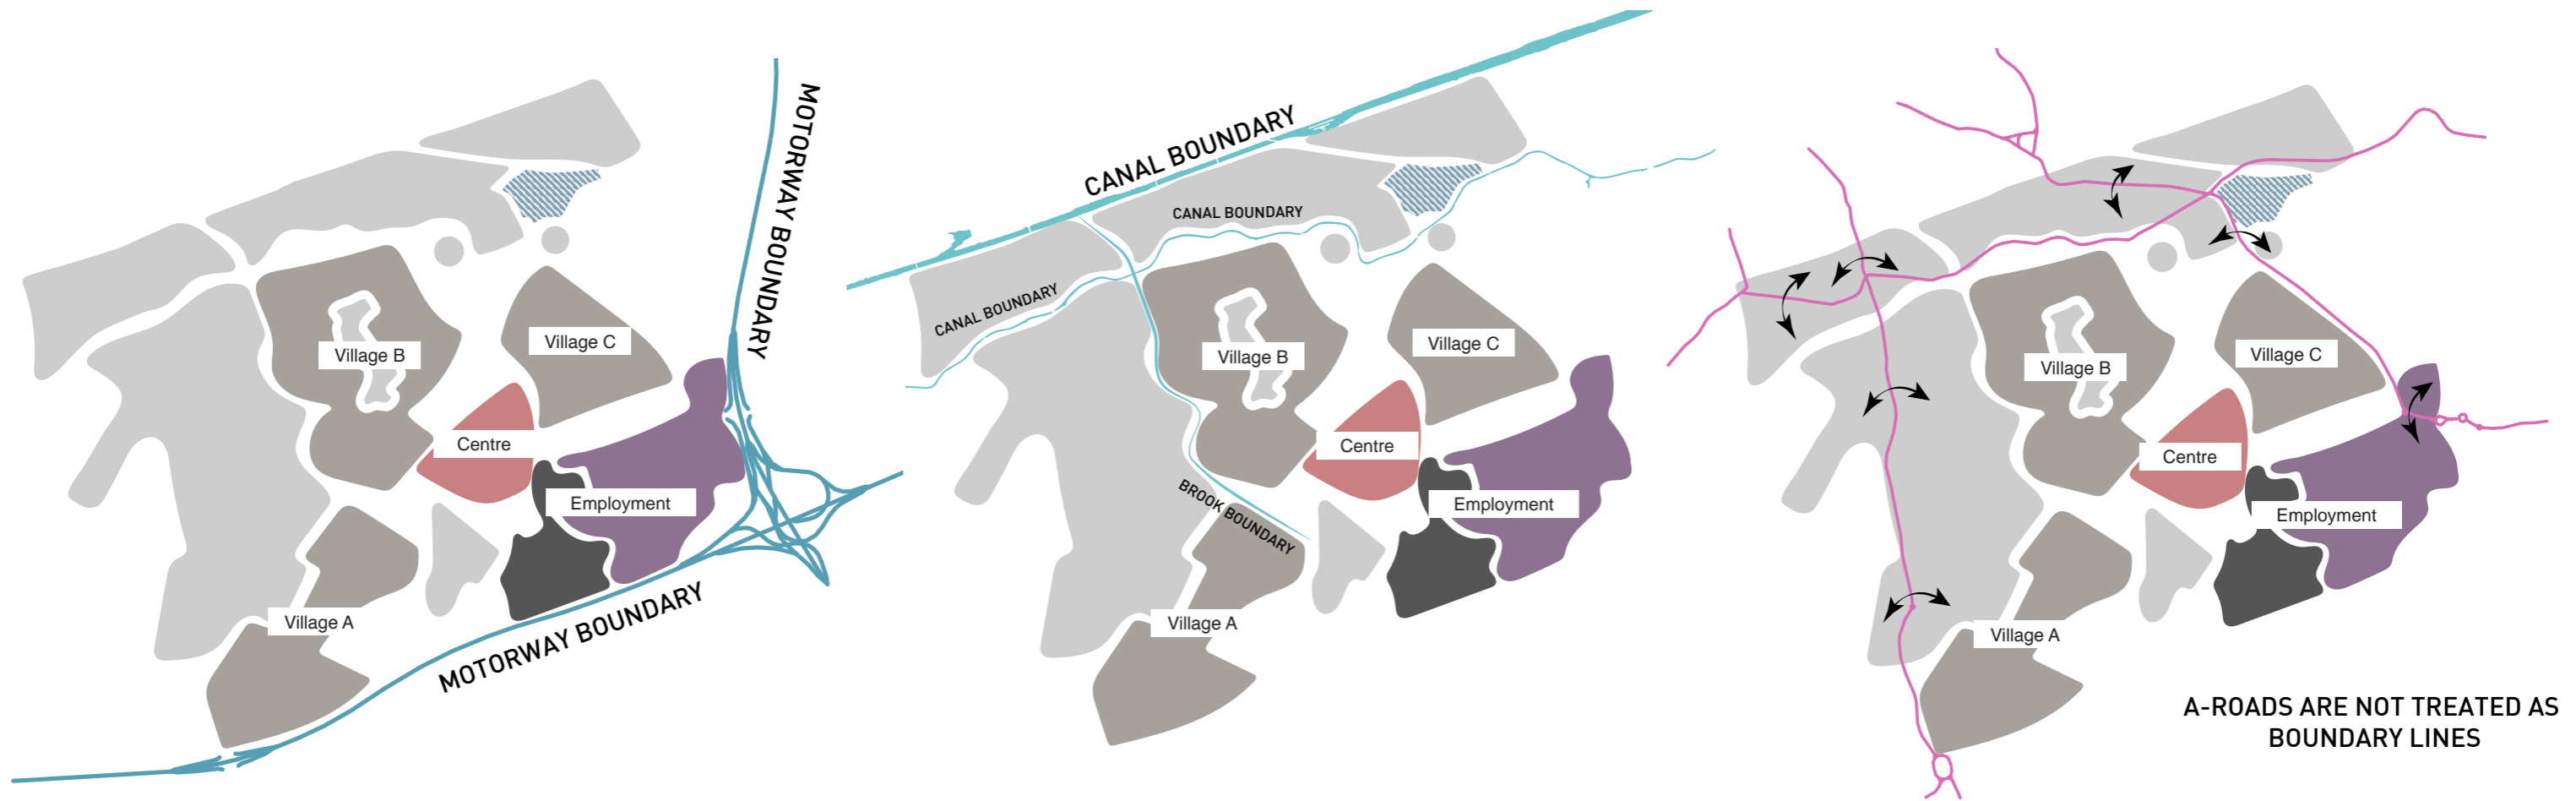 MOTORWAY BOUNDARY
Village B
Village C
Centre
Employment
Village A
MOTORWAY BOUNDARY
CANAL BOUNDARY
CANAL BOUNDARY
CANAL BOUNDARY
Village B
Village C
Centre
Employment
BROOK BOUNDARY
Village A
Village B
Village C
Centre
Employment
Village A
A-ROADS ARE NOT TREATED AS
BOUNDARY LINES